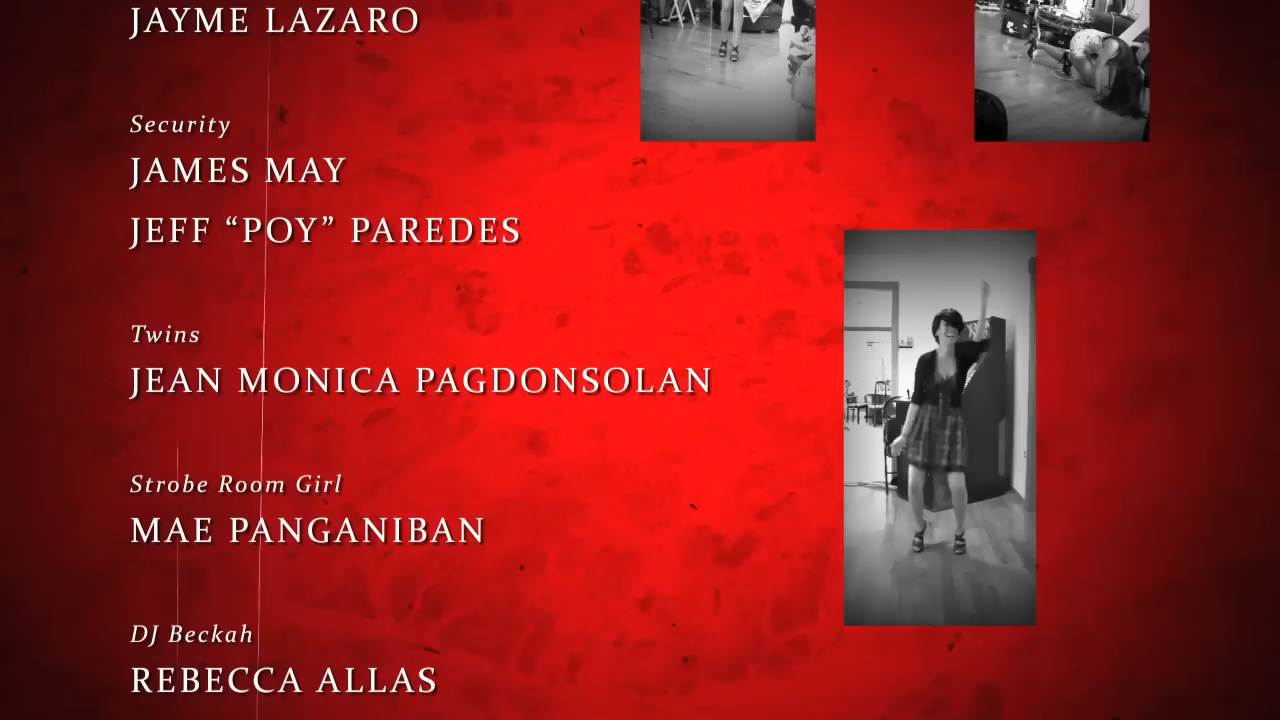 JAYME LAZARO
Security
JAMES MAY
JEFF “POY” PAREDES
Twins
JEAN MONICA PAGDONSOLAN
Strobe Room Girl
MAE PANGANIBAN
DJ Beckah
REBECCA ALLAS